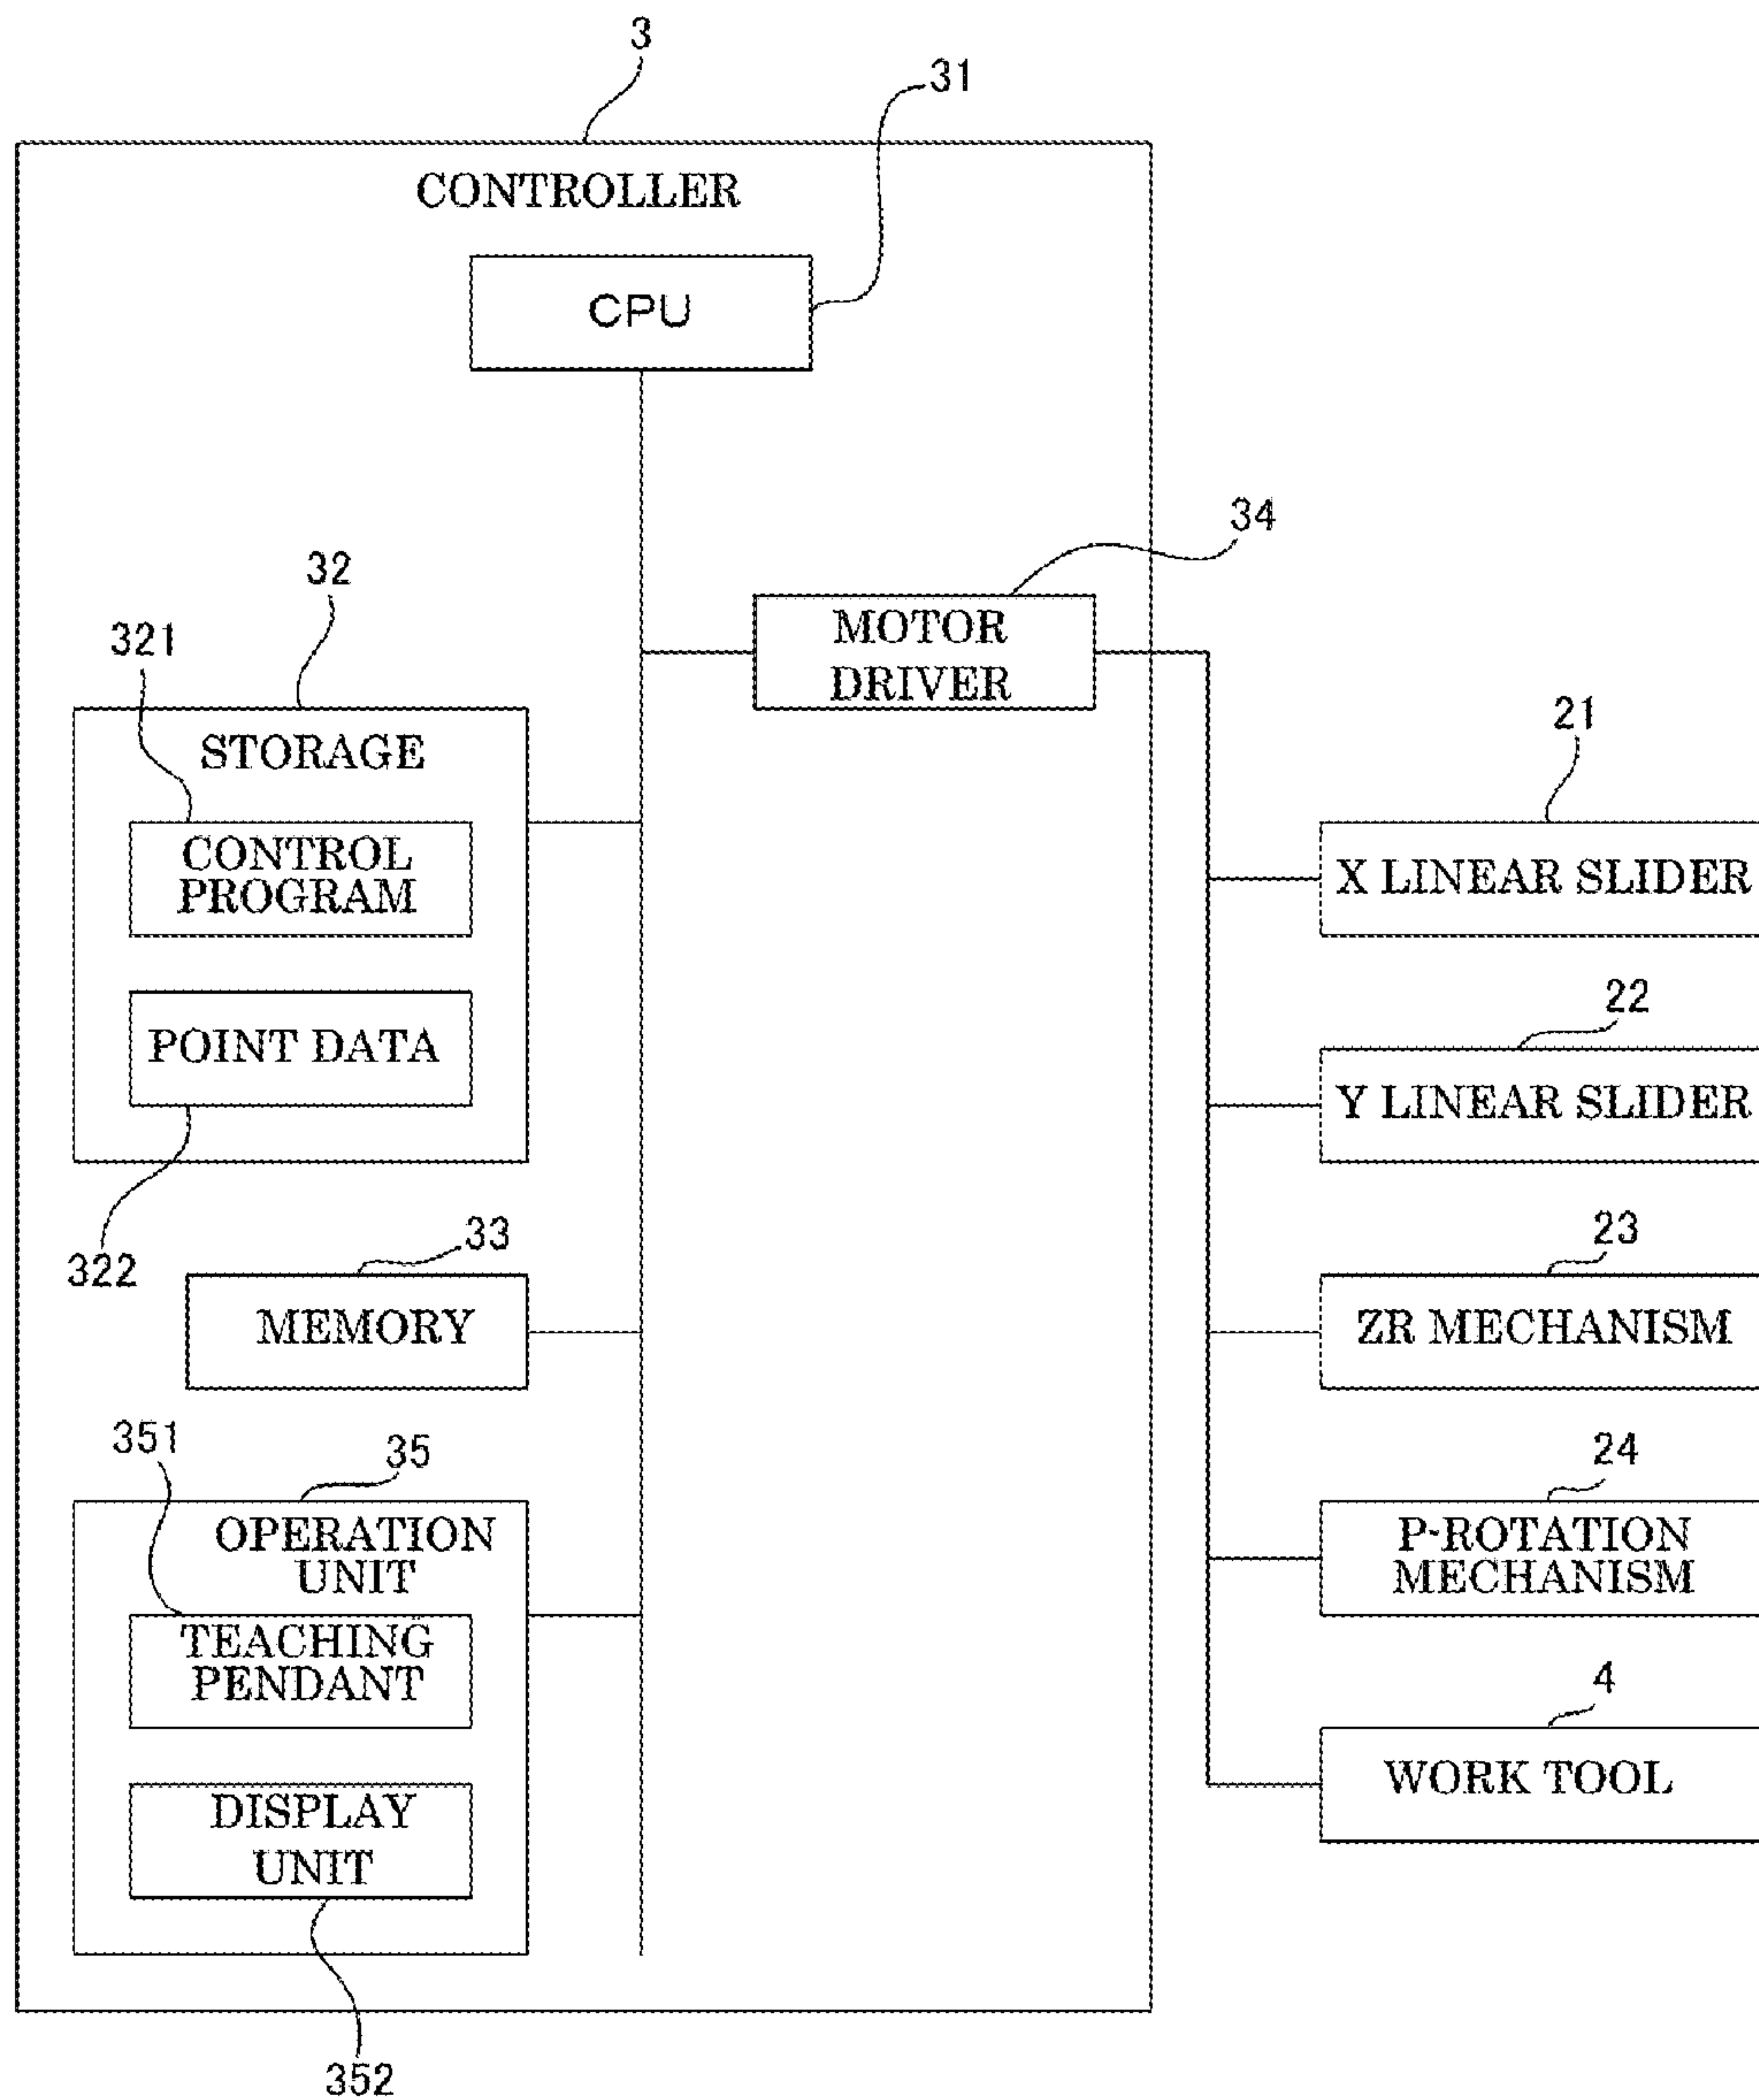 3
31
CONTROLLER
CPU
34
32
MOTOR
DRIVER
321
21
STORAGE
CONTROL
PROGRAM
X LINEAR SLIDER
22
POINT DATA
Y LINEAR SLIDER
322
33
23
MEMORY
ZR MECHANISM
351
35
24
OPERATION
UNIT
P-ROTATION
MECHANISM
TEACHING
PENDANT
4
DISPLAY
UNIT
WORK TOOL
352